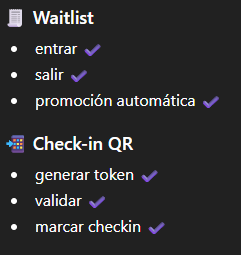 Waitlist
entrar
salir
promoción automática
Check-in QR
generar token
validar
marcar checkin